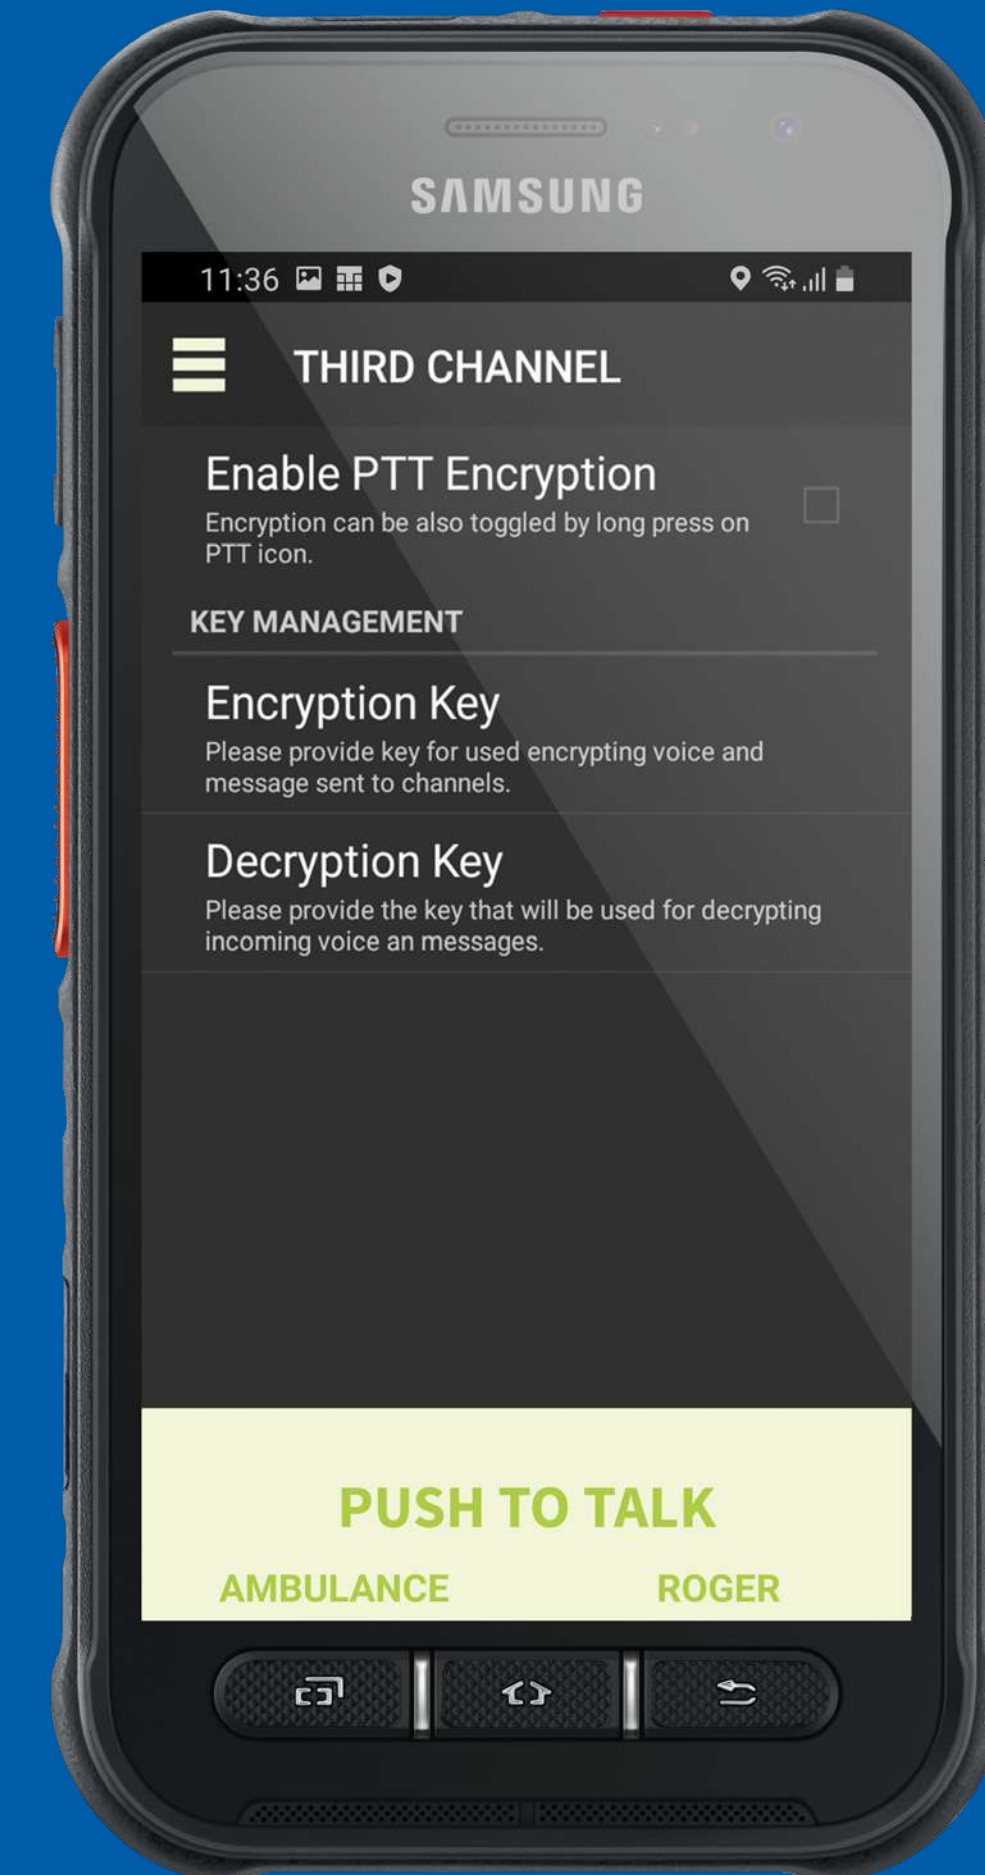 SAMSUNG
11:36
THIRD CHANNEL
Enable PTT Encryption
Encryption can be also toggled by long press on
PTT icon.
KEY MANAGEMENT
Encryption Key
Please provide key for used encrypting voice and
message sent to channels.
Decryption Key
Please provide the key that will be used for decrypting
incoming voice an messages.
PUSH TO TALK
AMBULANCE ROGER